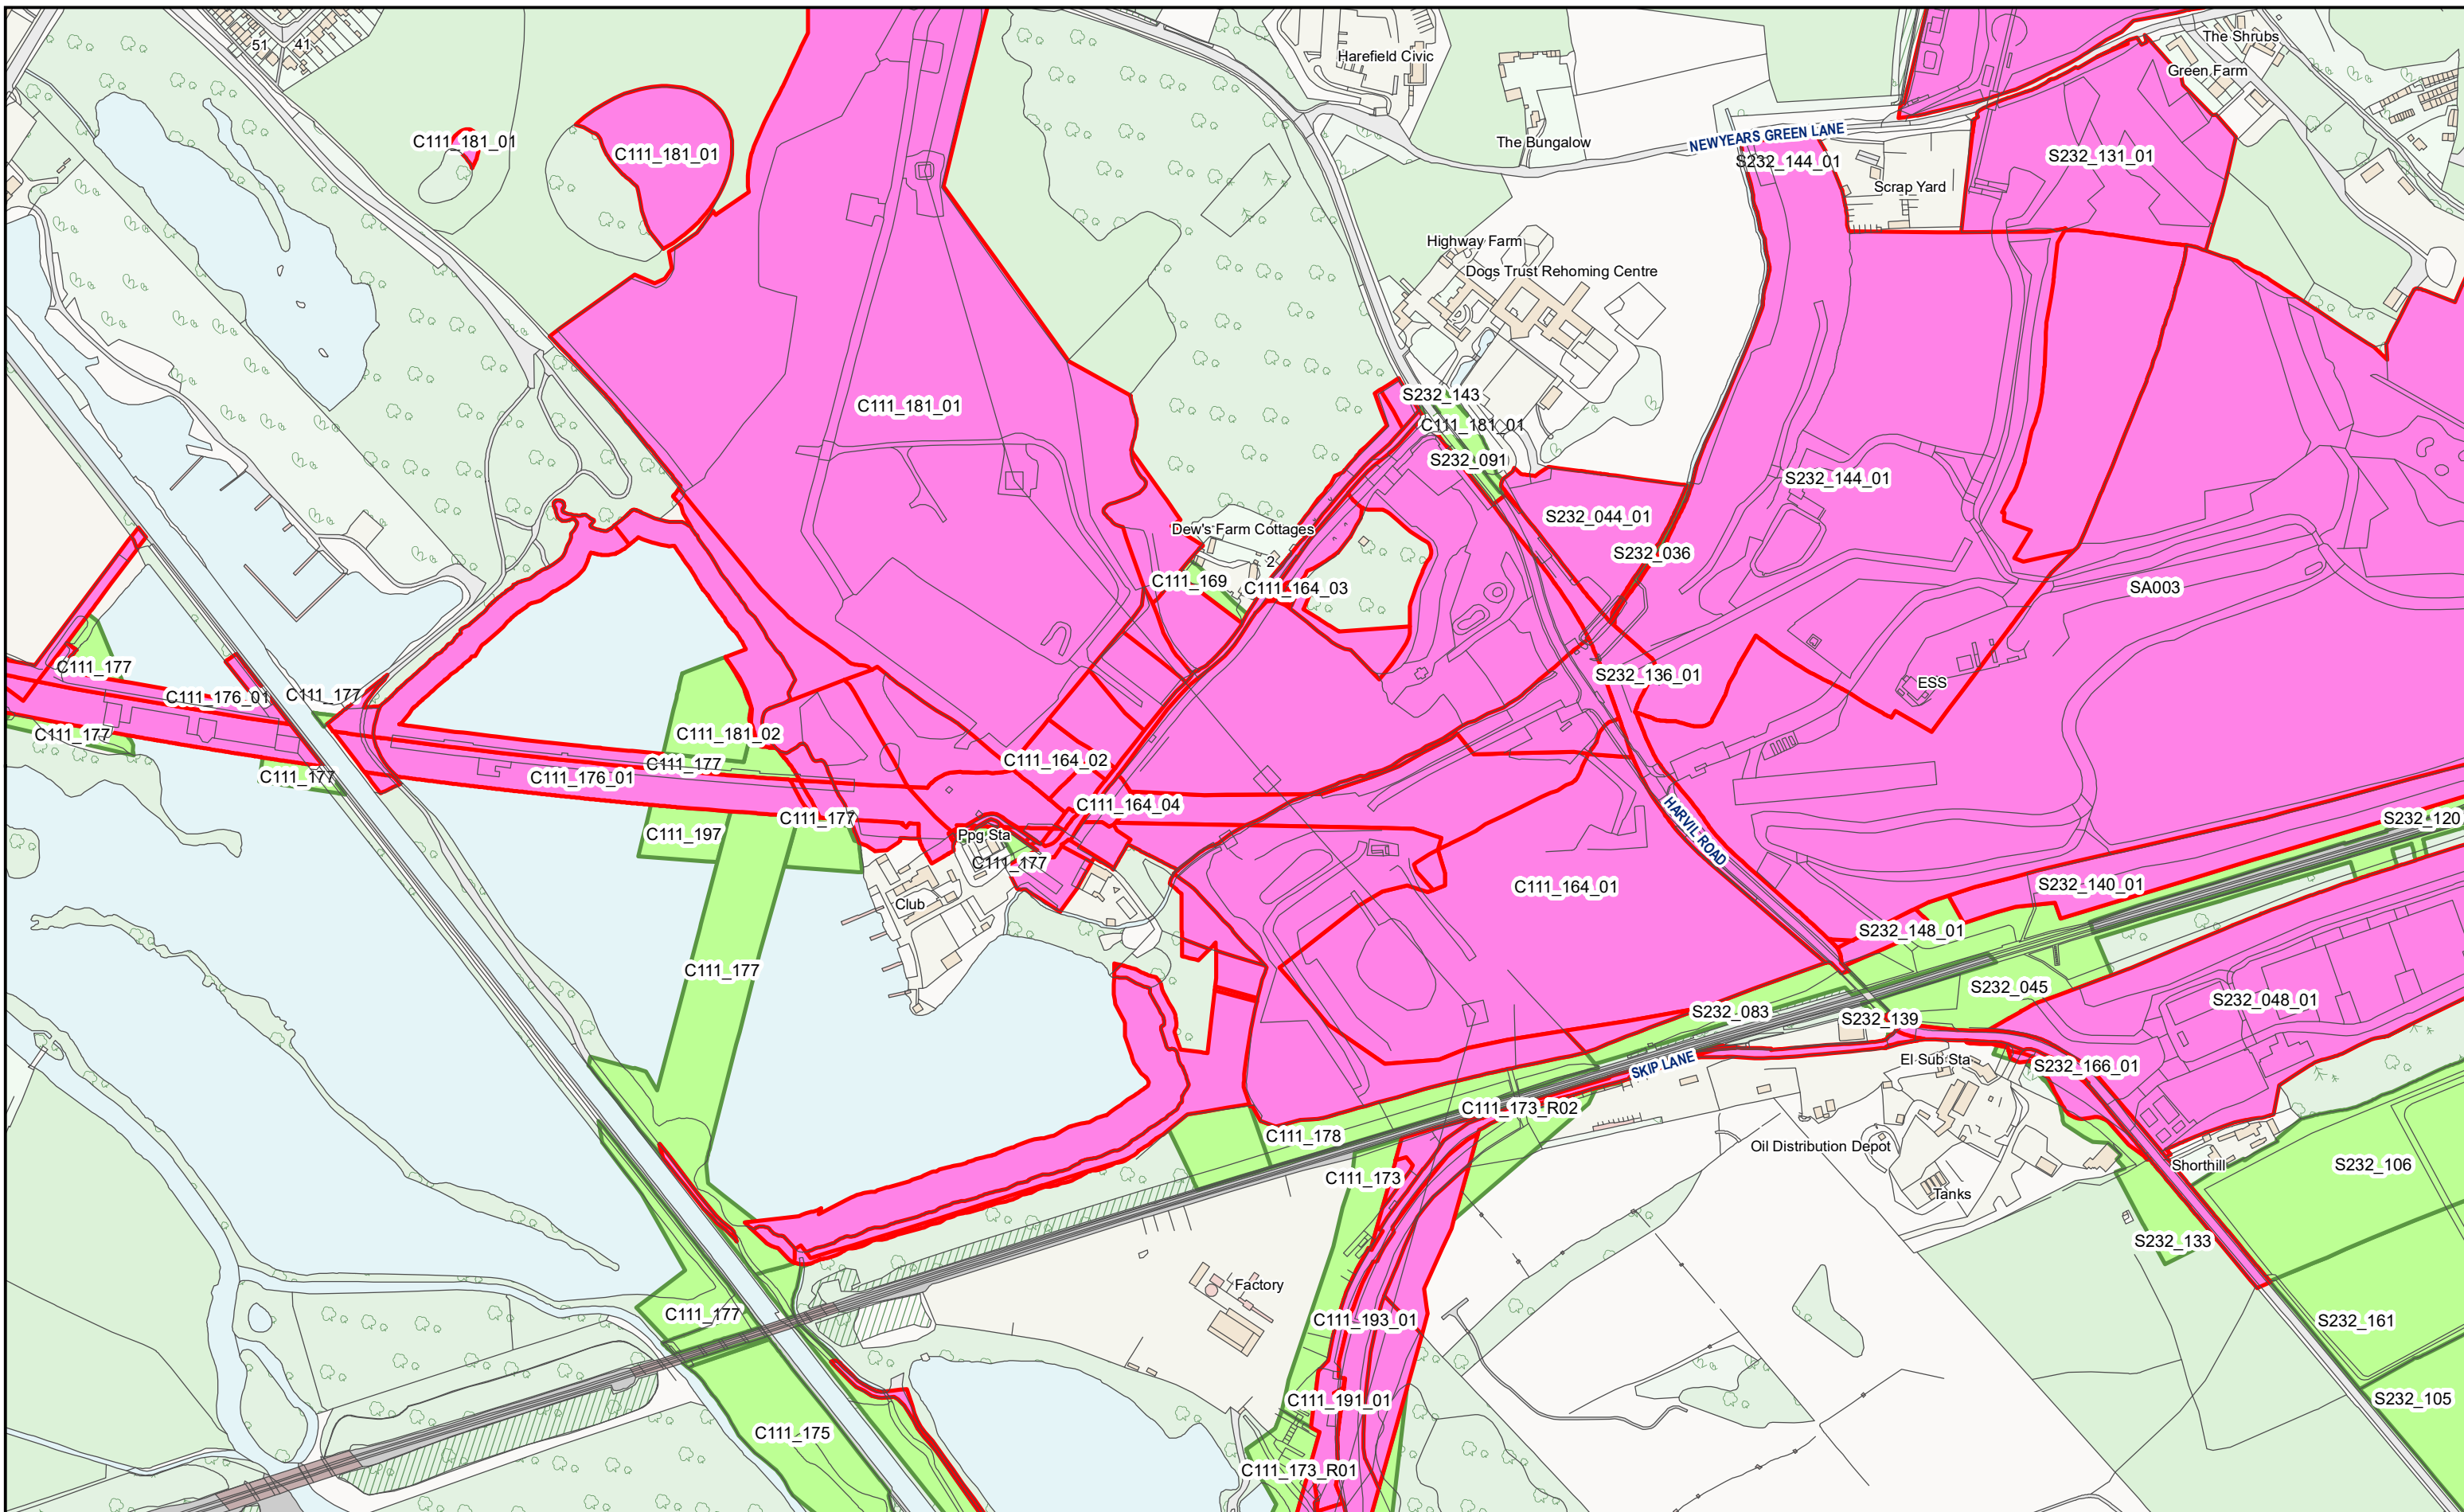 51
41
Harefield Civic
The Shrubs
Green Farm
C111_181_01
C111_181_01
The Bungalow
NEWYEARS GREEN LANE
S232_144_01
S232_131_01
Scrap Yard
Highway Farm
Dogs Trust Rehoming Centre
C111_181_01
S232_143
C111_181_01
S232_091
S232_144_01
S232_044_01
Dew's Farm Cottages
S232_036
2
C111_169
C111_164_03
SA003
C111_177
C111_176_01
C111_177
S232_136_01
ESS
C111_177
C111_181_02
C111_177
C111_164_02
C111_177
C111_176_01
C111_164_04
HARVIL ROAD
S232_120
C111_197
C111_177
Ppg Sta
C111_177
C111_164_01
S232_140_01
Club
S232_148_01
C111_177
S232_045
S232_048_01
S232_083
S232_139
SKIP LANE
El Sub Sta
S232_166_01
C111_173_R02
C111_178
Oil Distribution Depot
C111_173
Shorthill
S232_106
Tanks
S232_133
Factory
C111_177
C111_193_01
S232_161
C111_191_01
S232_105
C111_175
C111_173_R01